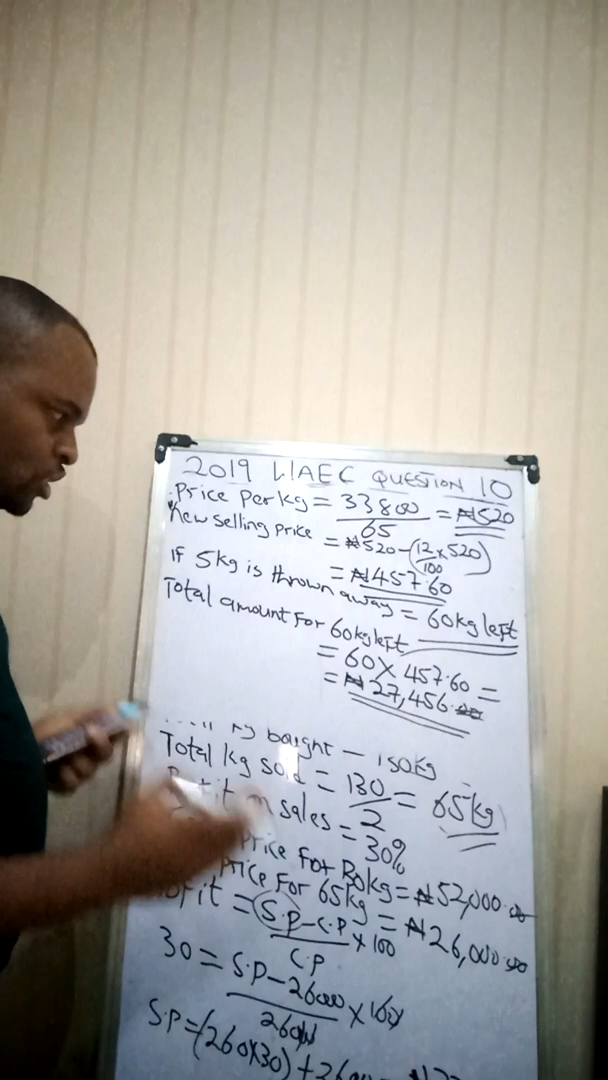 2019 WAEC QUESTION 10
Price Per kg = 33800/65 = ₦520
New selling Price = ₦520 - (12/100 × 520)
= ₦457.60
If 5kg is thrown away = 60kg left
Total amount For 60kg left
= 60 × 457.60 =
= ₦27,456.00
kg bought — 130kg
Total kg sold = 130/2 = 65kg
sales = 30%
Price For 130kg = ₦52,000.00
Price For 65kg = ₦26,000.00
= S.P - C.P / C.P × 100
30 = S.P - 26000 / 26000 × 100
S.P = (260 × 30) +